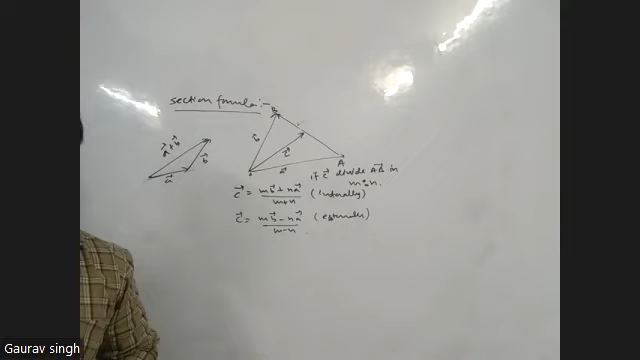 section formula:-
B
a⃗+b⃗
b⃗
a⃗
b⃗
c⃗
a⃗
A
O
if c⃗ divide AB⃗ in
m:n.
c⃗ = mb⃗ + na⃗ / m+n (internally)
c⃗ = mb⃗ - na⃗ / m-n (externally)
Gaurav singh